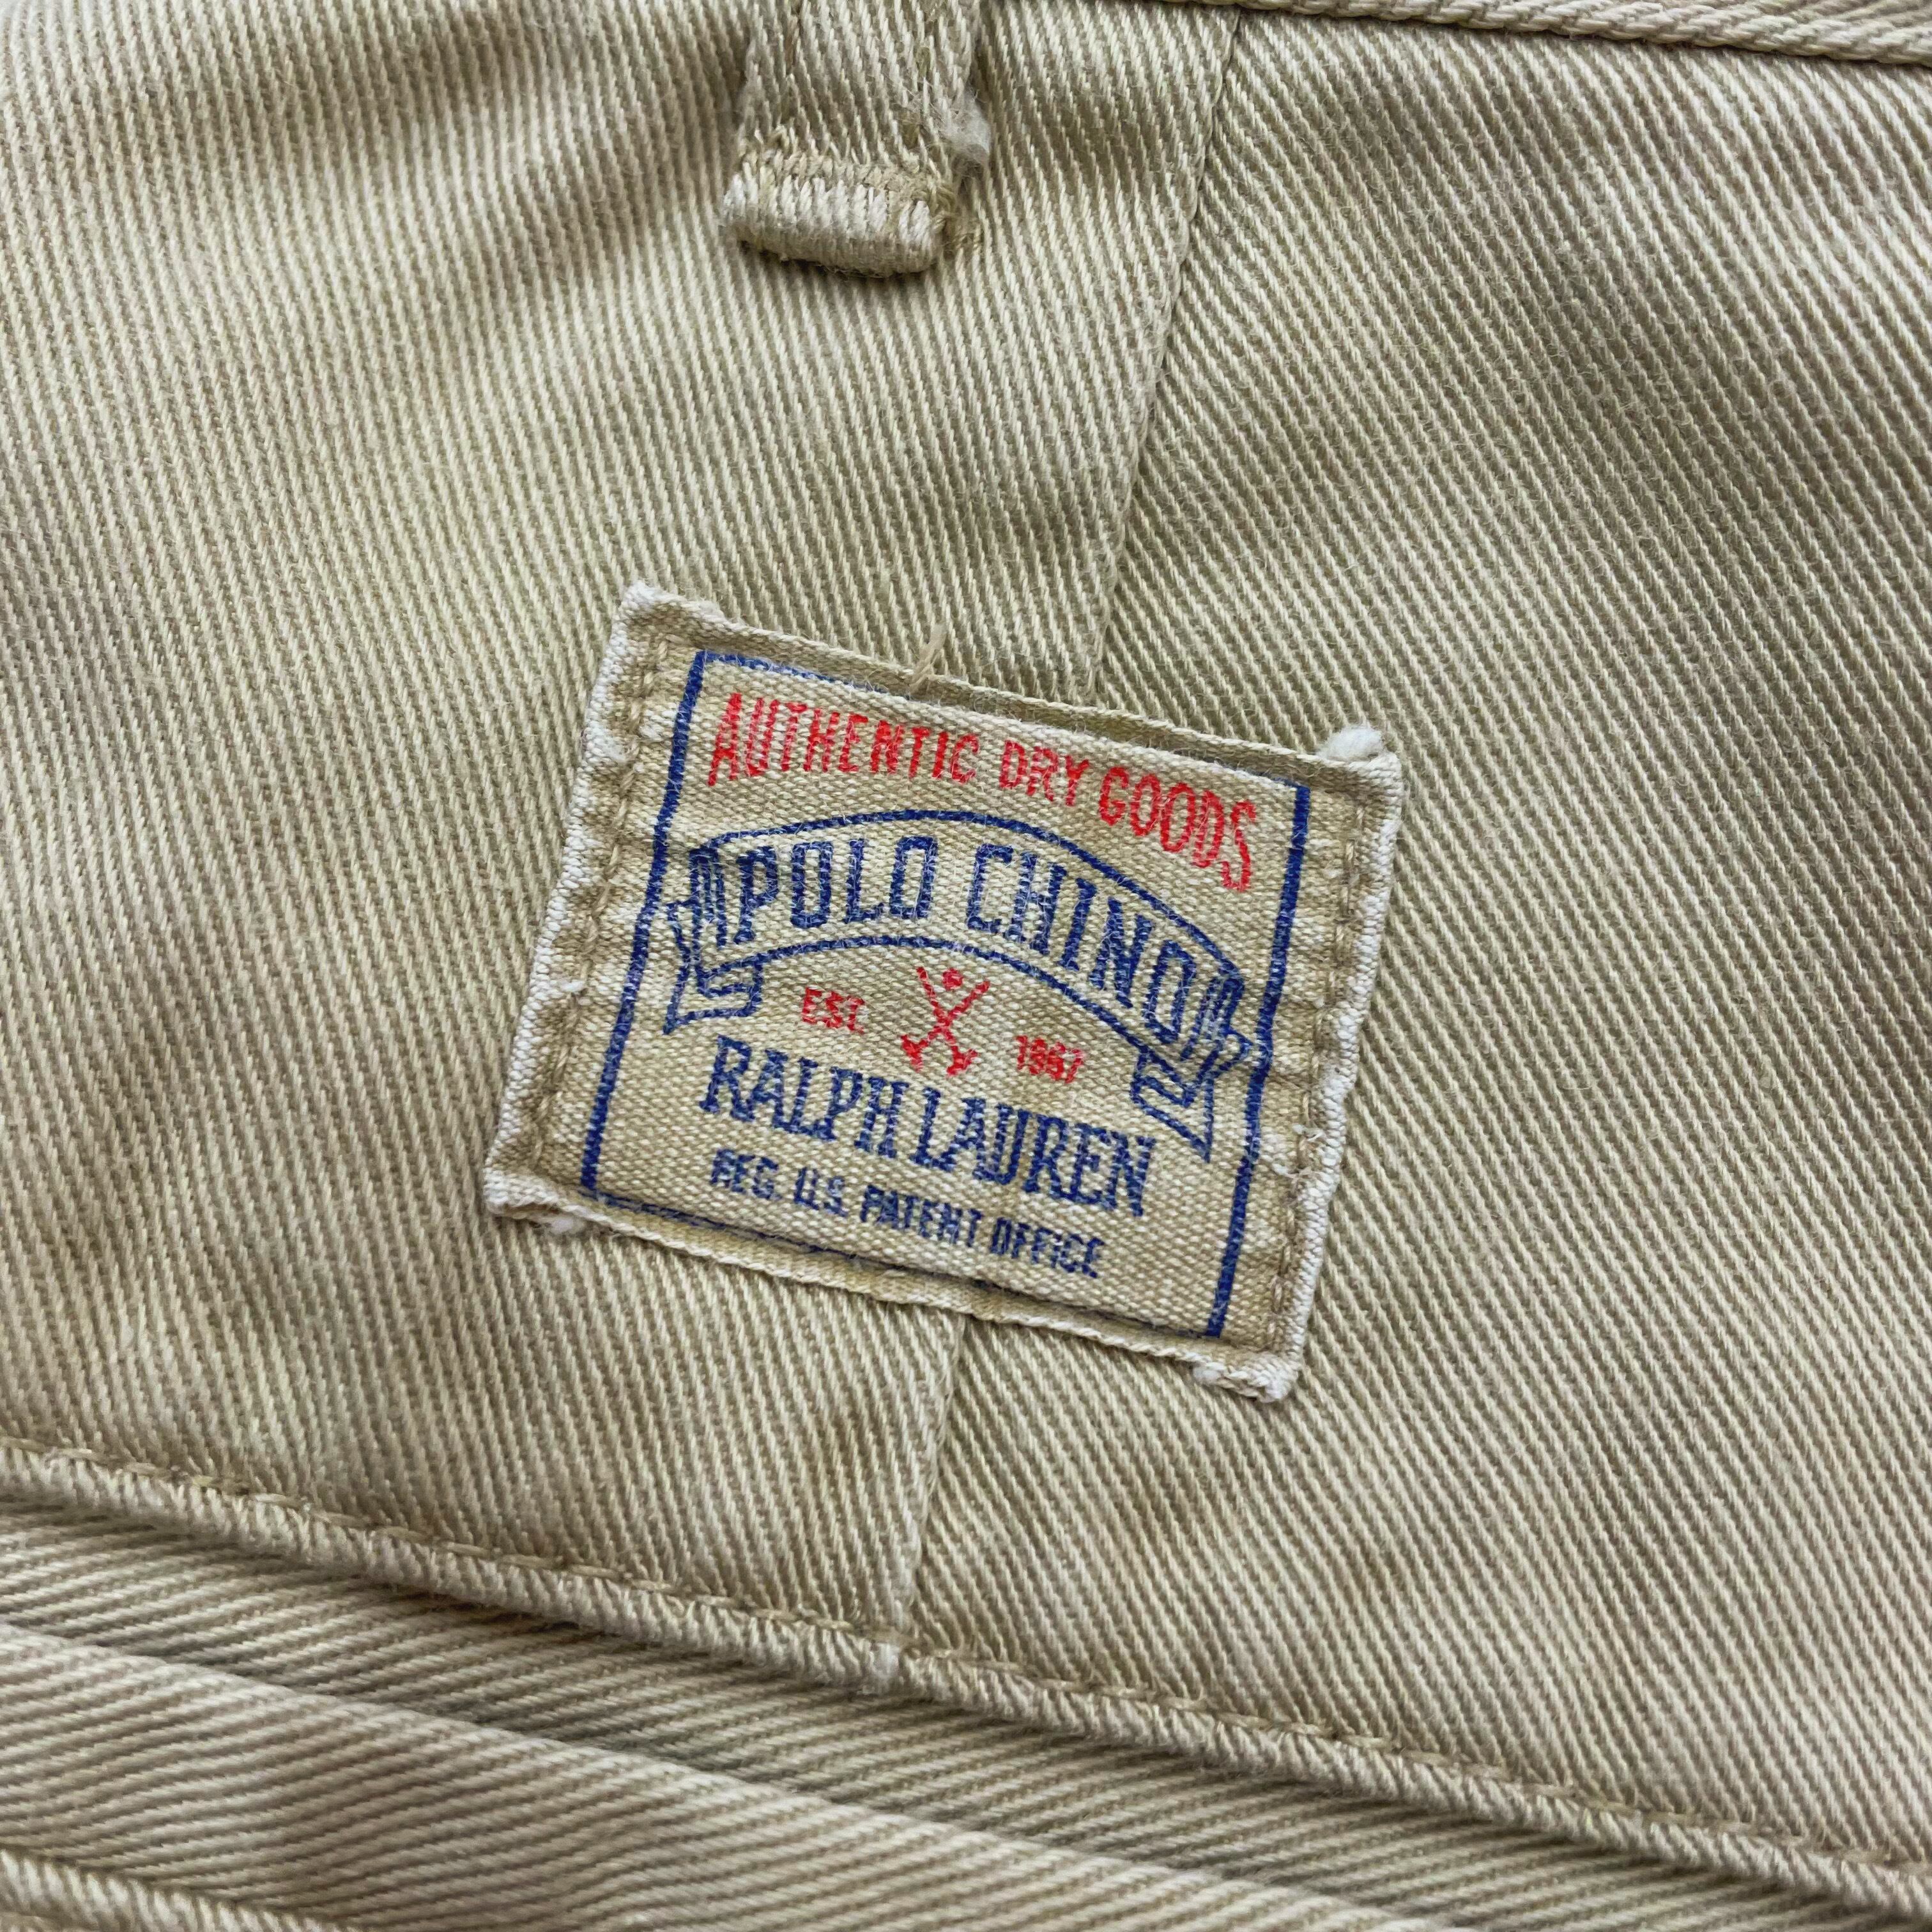 AUTHENTIC DRY GOODS
POLO CHINO
EST. 1967
RALPH LAUREN
REG. U.S. PATENT OFFICE